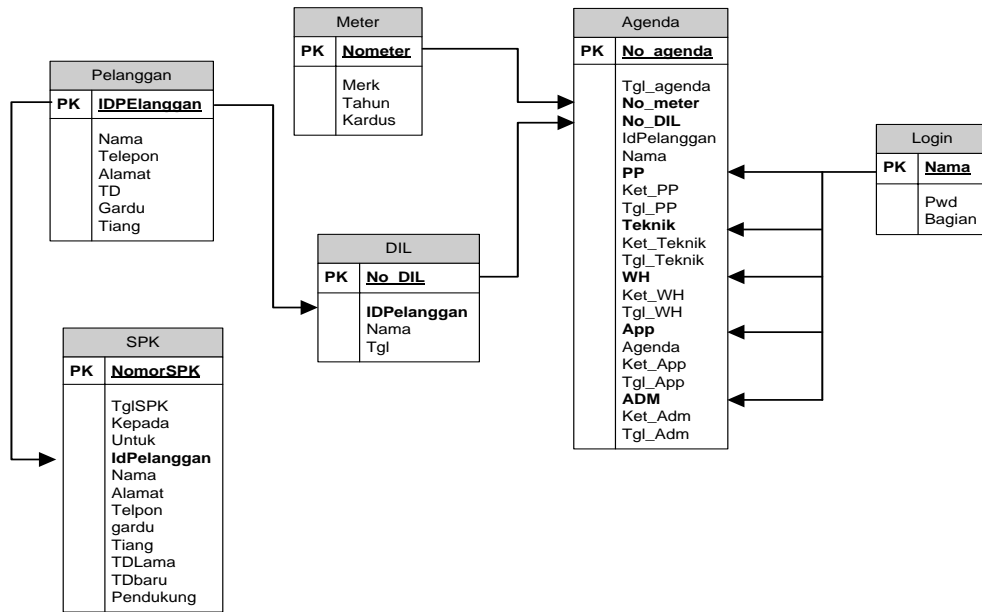 Pelanggan
PK IDPElanggan
Nama
Telepon
Alamat
TD
Gardu
Tiang
SPK
PK NomorSPK
TglSPK
Kepada
Untuk
IdPelanggan
Nama
Alamat
Telpon
gardu
Tiang
TDLama
TDbaru
Pendukung
Meter
PK Nometer
Merk
Tahun
Kardus
DIL
PK No_DIL
IDPelanggan
Nama
Tgl
Agenda
PK No_agenda
Tgl_agenda
No_meter
No_DIL
IdPelanggan
Nama
PP
Ket_PP
Tgl_PP
Teknik
Ket_Teknik
Tgl_Teknik
WH
Ket_WH
Tgl_WH
App
Agenda
Ket_App
Tgl_App
ADM
Ket_Adm
Tgl_Adm
Login
PK Nama
Pwd
Bagian